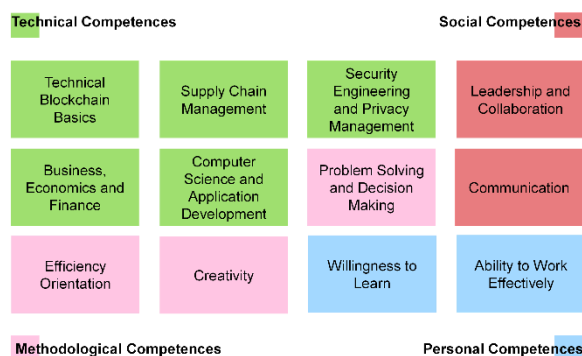 Technical Competences
Social Competences
Technical
Blockchain
Basics
Supply Chain
Management
Security
Engineering
and Privacy
Management
Leadership and
Collaboration
Business,
Economics and
Finance
Computer
Science and
Application
Development
Problem Solving
and Decision
Making
Communication
Efficiency
Orientation
Creativity
Willingness to
Learn
Ability to Work
Effectively
Methodological Competences
Personal Competences